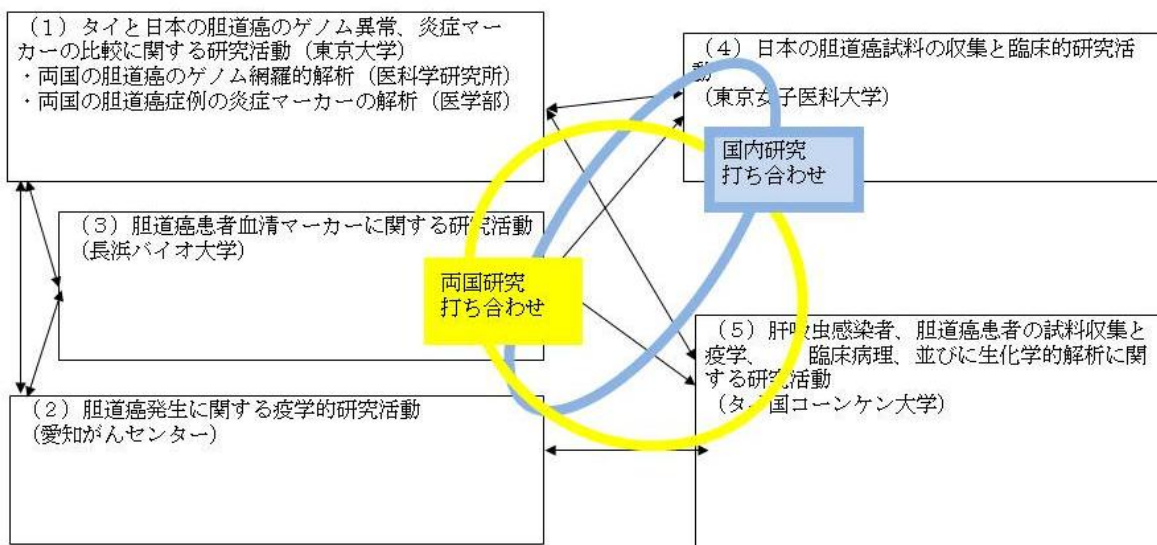 （１）タイと日本の胆道癌のゲノム異常、炎症マー
カーの比較に関する研究活動（東京大学）
・両国の胆道癌のゲノム網羅的解析（医科学研究所）
・両国の胆道癌症例の炎症マーカーの解析（医学部）
（４）日本の胆道癌試料の収集と臨床的研究活
動
(東京女子医科大学）
国内研究
打ち合わせ
（３）胆道癌患者血清マーカーに関する研究活動
(長浜バイオ大学）
両国研究
打ち合わせ
（５）肝吸虫感染者、胆道癌患者の試料収集と
疫学、　　臨床病理、並びに生化学的解析に関
する研究活動
（タイ国コーンケン大学）
（２）胆道癌発生に関する疫学的研究活動
(愛知がんセンター）